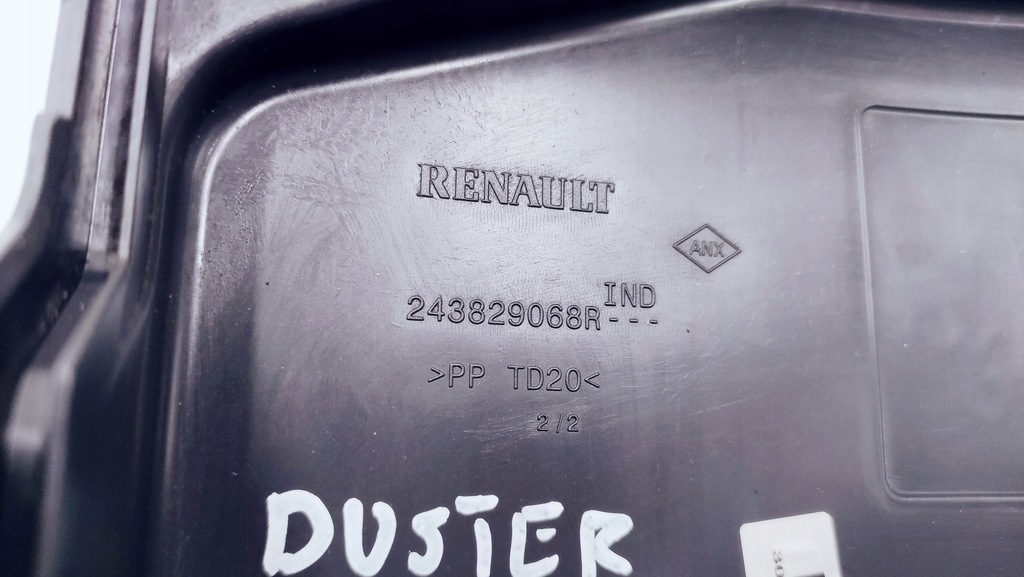 RENAULT
ANX
IND
243829068R---
>PP TD20<
2/2
DUSTER